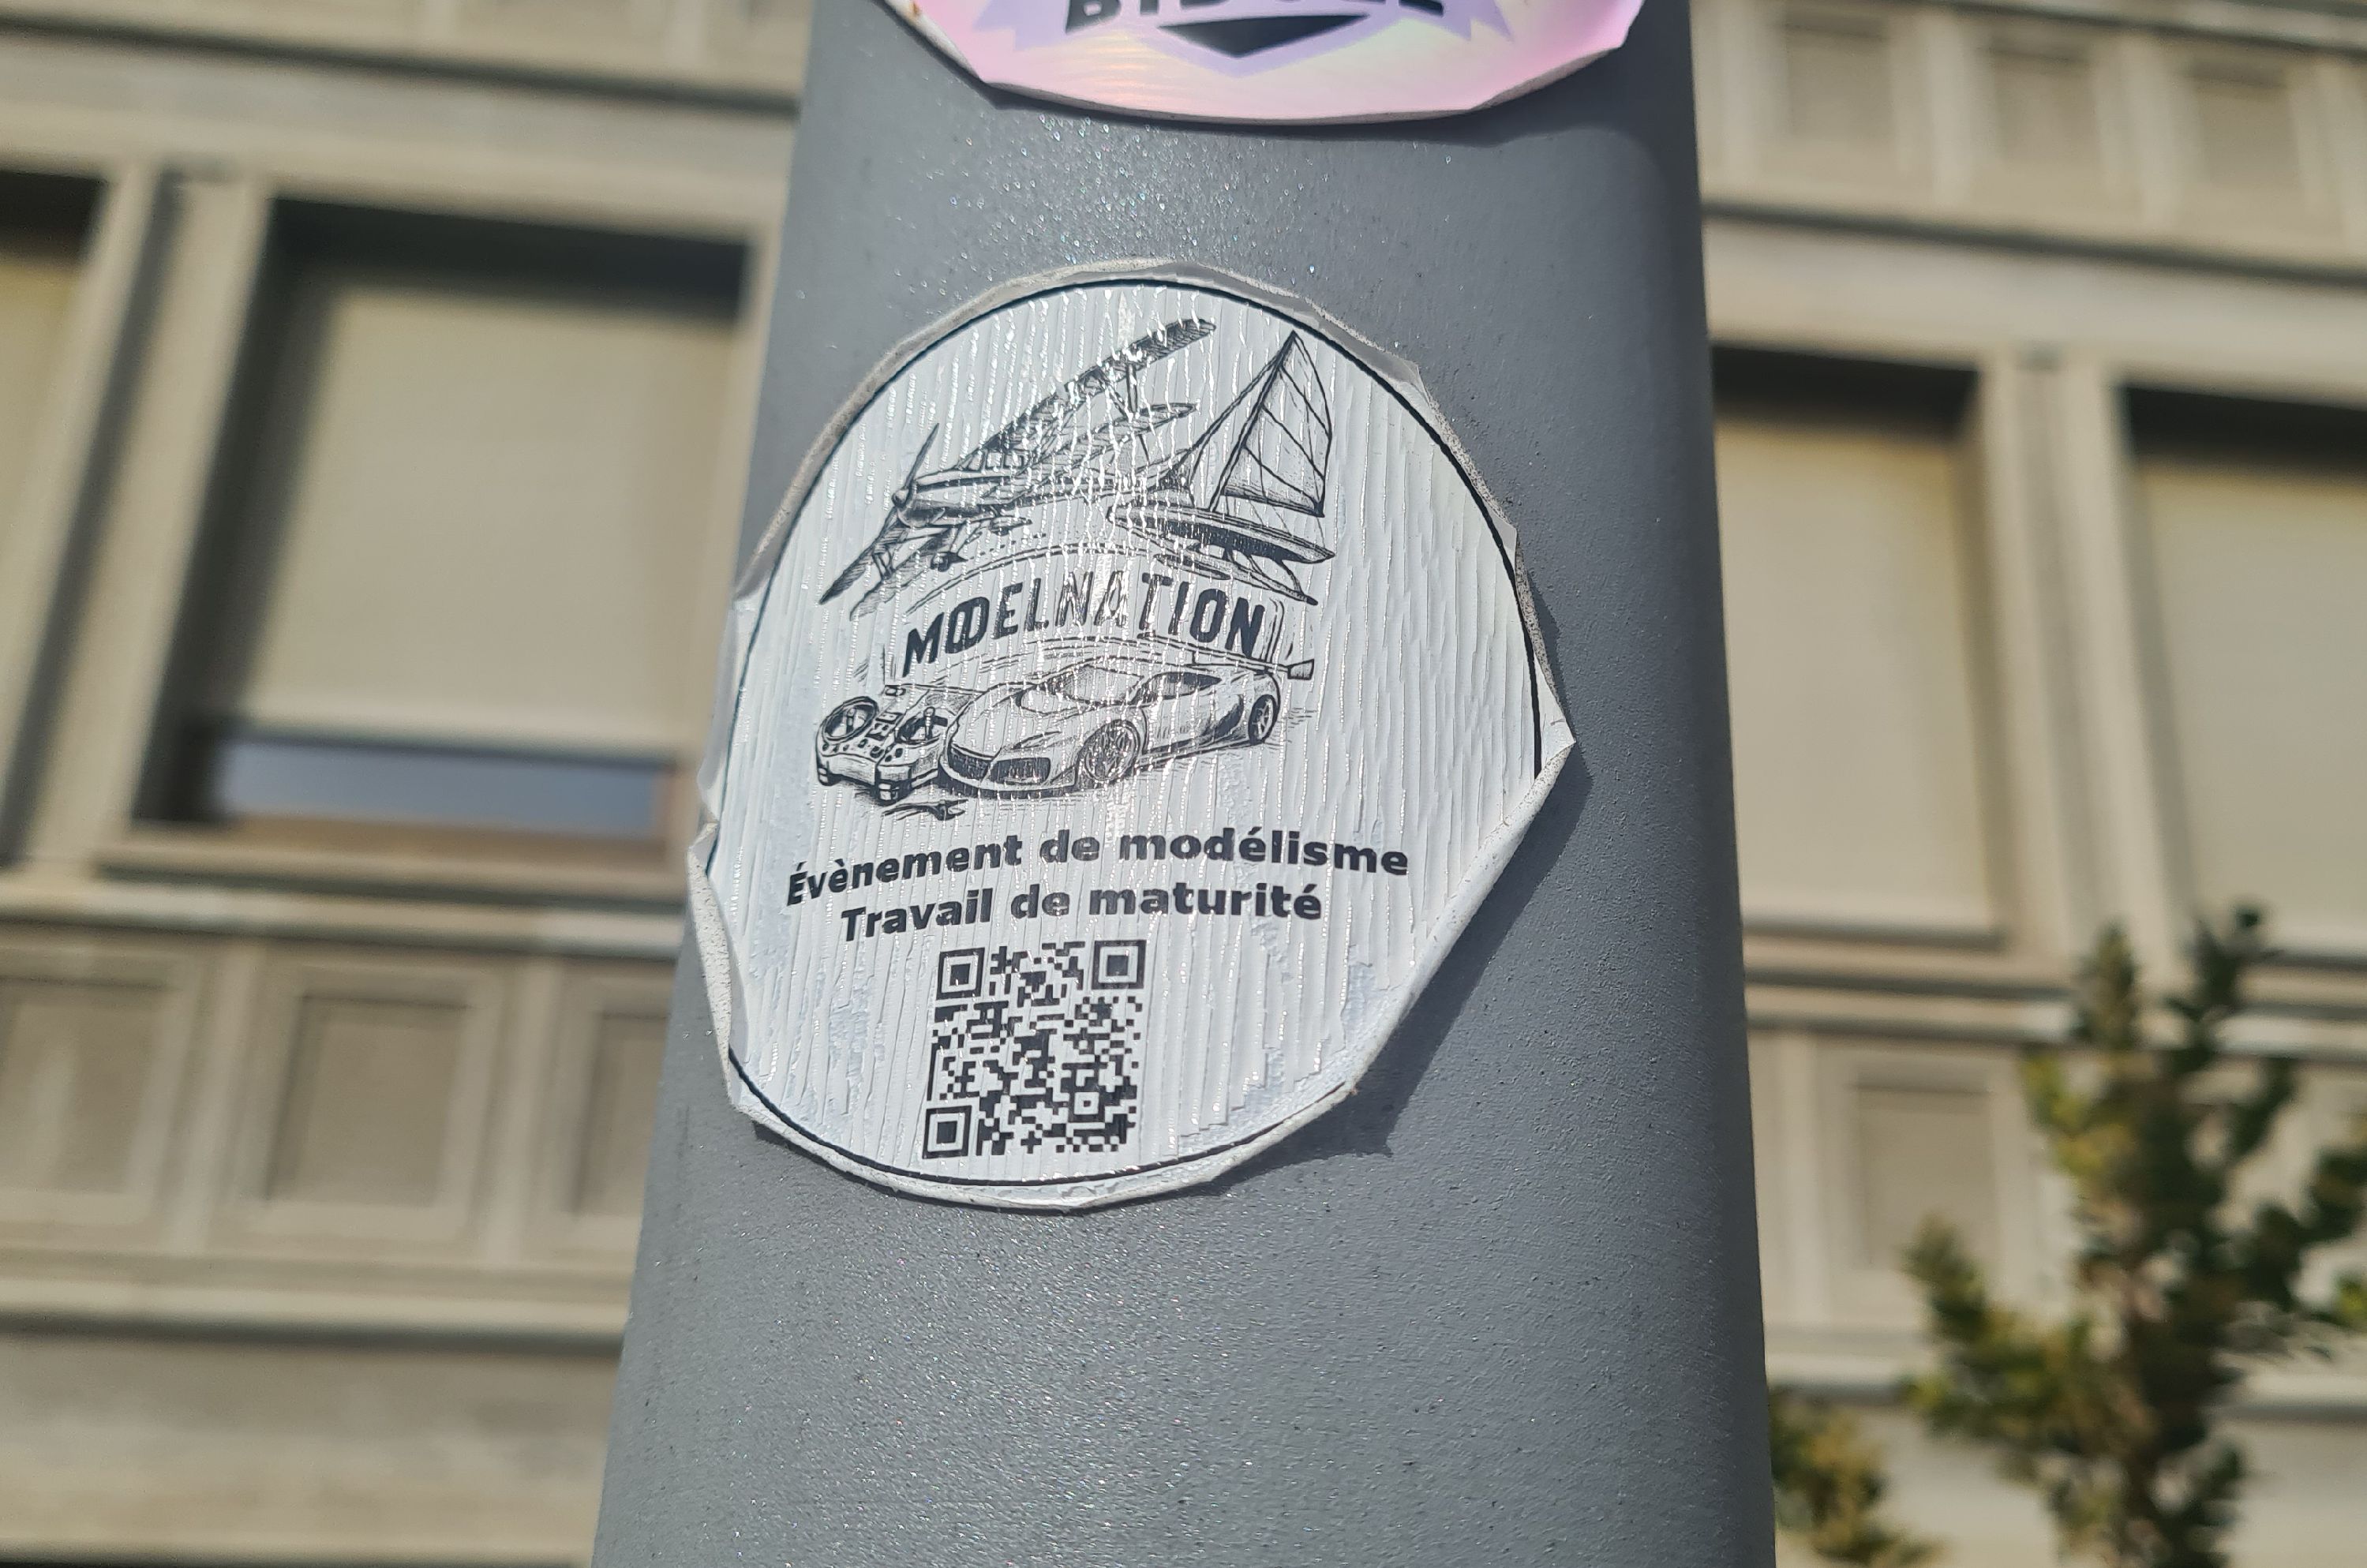 MODELNATION
Évènement de modélisme
Travail de maturité